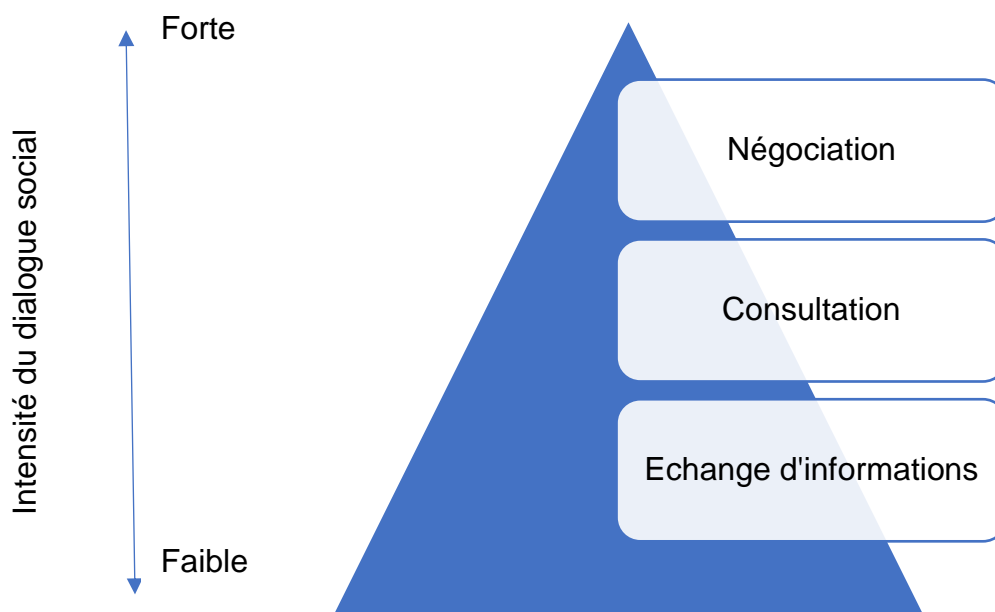 Forte
Intensité du dialogue social
Négociation
Consultation
Echange d'informations
Faible